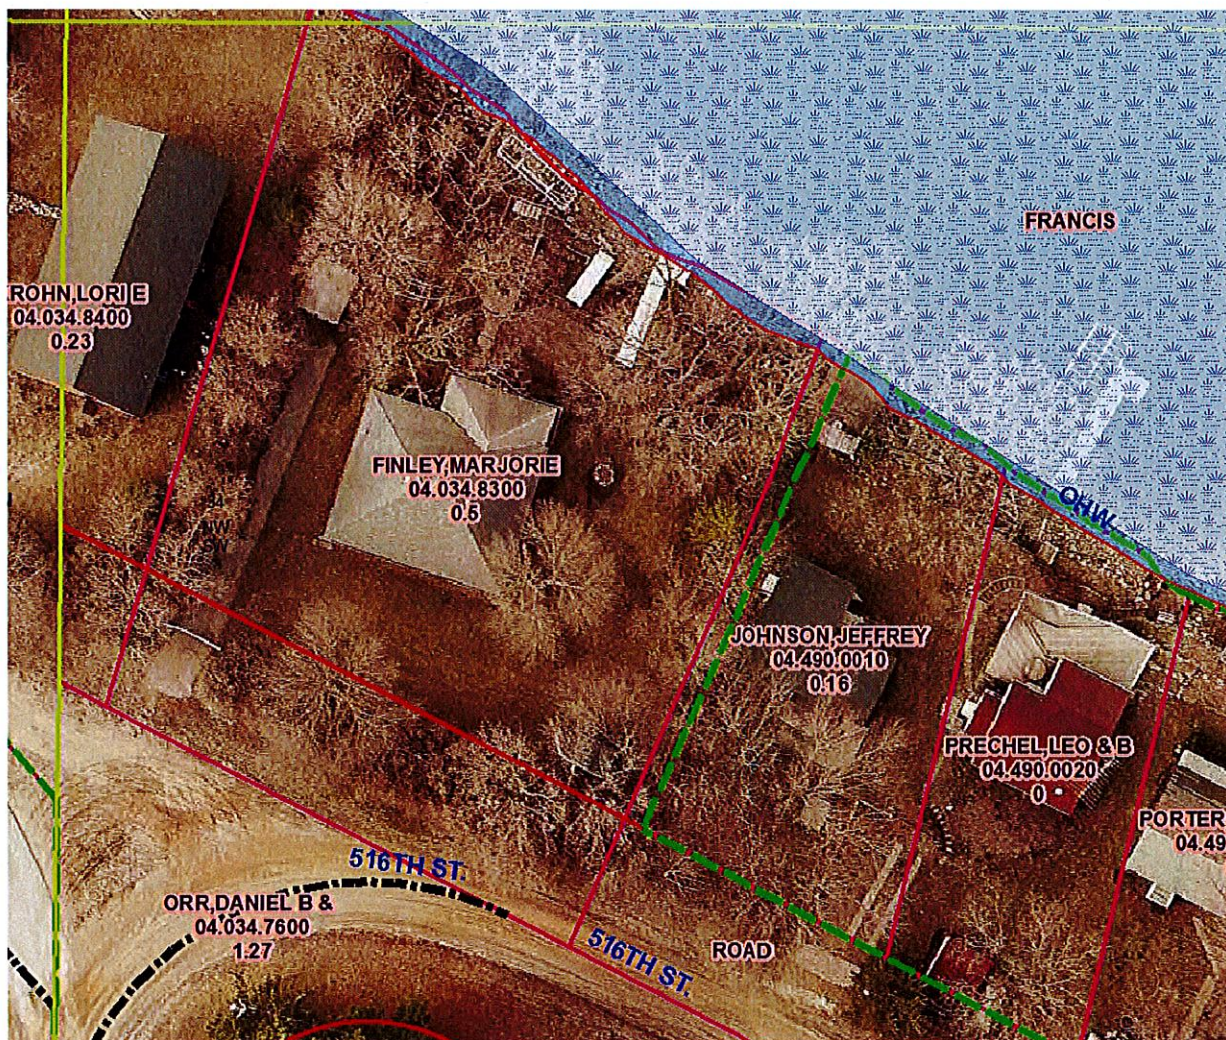 FRANCIS
KROHN,LORI E
04.034.8400
0.23
FINLEY,MARJORIE
04.034.8300
0.5
OHW
JOHNSON,JEFFREY
04.490.0010
0.16
PRECHEL,LEO & B
04.490.0020
0
PORTER
04.49
516TH ST.
ORR,DANIEL B &
04.034.7600
1.27
516TH ST.
ROAD